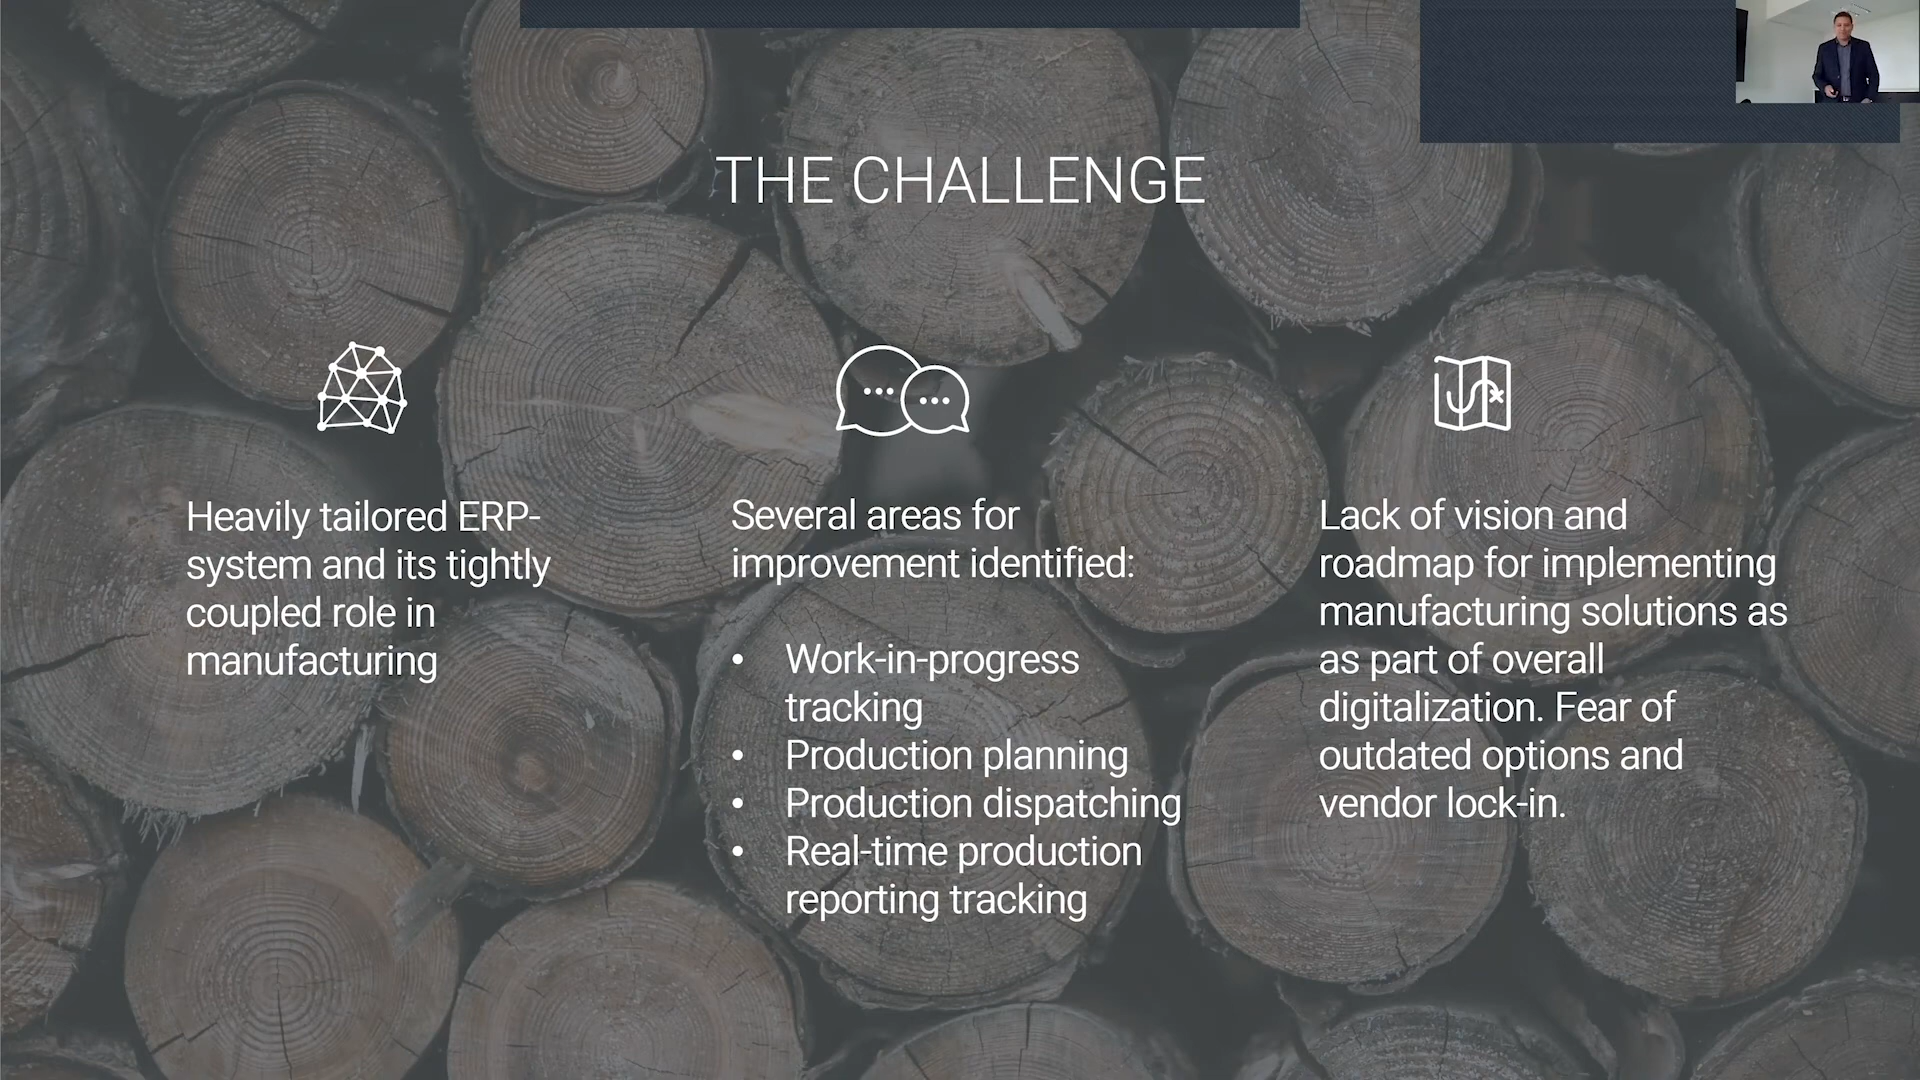 THE CHALLENGE
Heavily tailored ERP-
system and its tightly
coupled role in
manufacturing
Several areas for
improvement identified:
• Work-in-progress
tracking
• Production planning
• Production dispatching
• Real-time production
reporting tracking
Lack of vision and
roadmap for implementing
manufacturing solutions as
as part of overall
digitalization. Fear of
outdated options and
vendor lock-in.